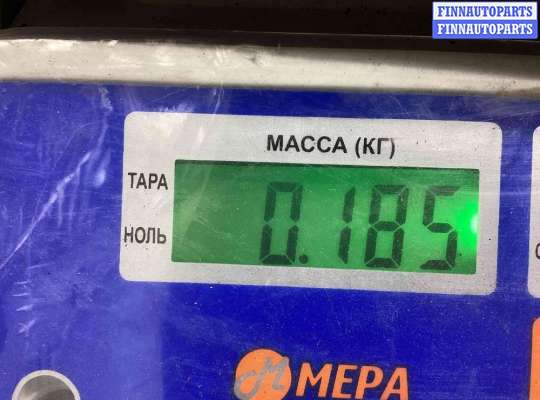 FINNAUTOPARTS
FINNAUTOPARTS
МАССА (КГ)
ТАРА
0.185
НОЛЬ
МЕРА